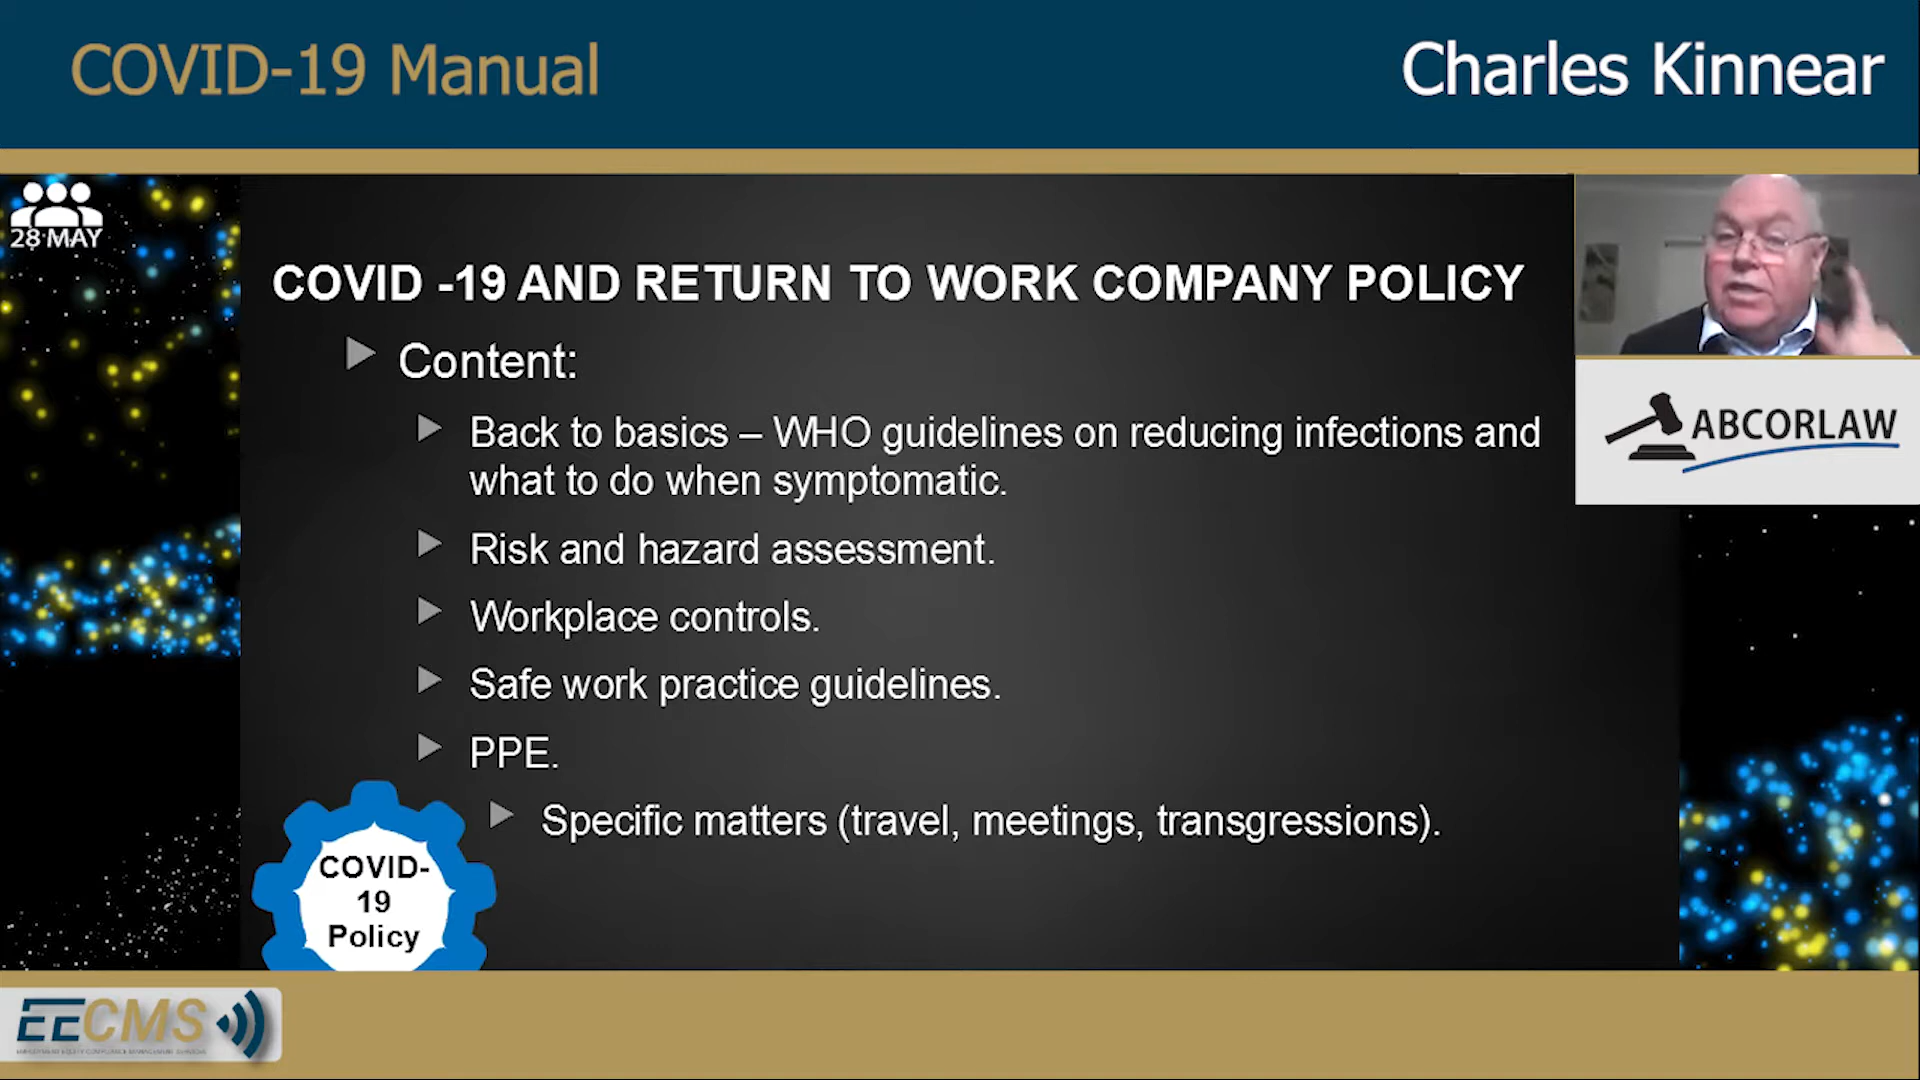 COVID-19 Manual
Charles Kinnear
28 MAY
COVID -19 AND RETURN TO WORK COMPANY POLICY
Content:
Back to basics – WHO guidelines on reducing infections and
what to do when symptomatic.
Risk and hazard assessment.
Workplace controls.
Safe work practice guidelines.
PPE.
Specific matters (travel, meetings, transgressions).
ABCORLAW
COVID-
19
Policy
EECMS